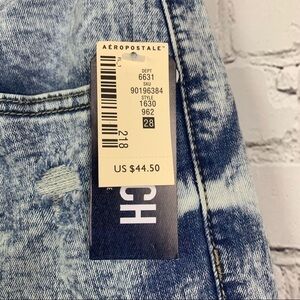 AÉROPOSTALE
DEPT
6631
SKU
90196384
STYLE
1630
962
28
218
US $44.50
CH